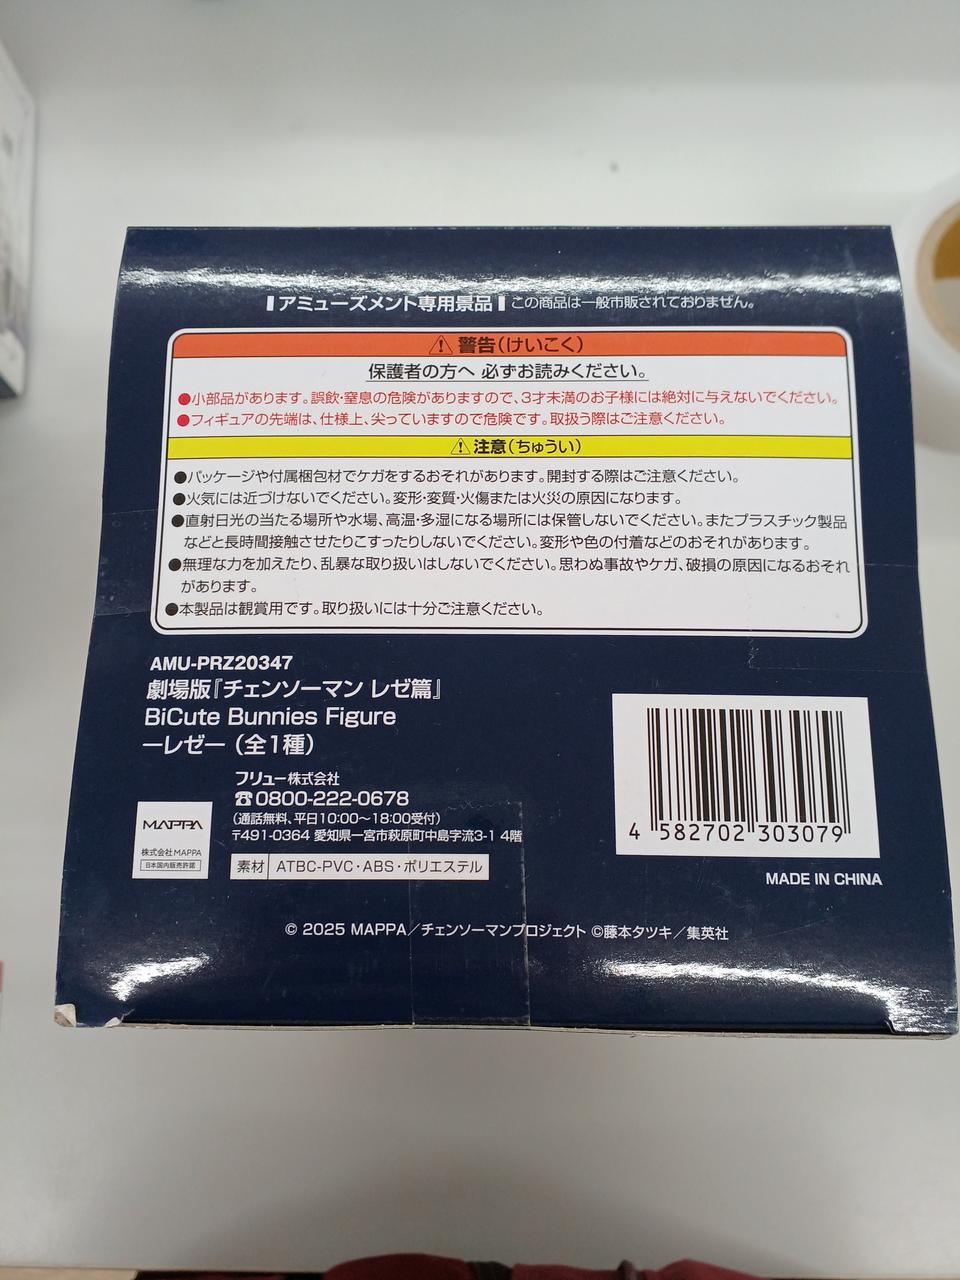 アミューズメント専用景品 この商品は一般市販されておりません。
⚠警告(けいこく)
保護者の方へ 必ずお読みください。
●小部品があります。誤飲・窒息の危険がありますので、3才未満のお子様には絶対に与えないでください。
●フィギュアの先端は、仕様上、尖っていますので危険です。取扱う際はご注意ください。
⚠注意(ちゅうい)
●パッケージや付属梱包材でケガをするおそれがあります。開封する際はご注意ください。
●火気には近づけないでください。変形・変質・火傷または火災の原因になります。
●直射日光の当たる場所や水場、高温・多湿になる場所には保管しないでください。またプラスチック製品
などと長時間接触させたりこすったりしないでください。変形や色の付着などのおそれがあります。
●無理な力を加えたり、乱暴な取り扱いはしないでください。思わぬ事故やケガ、破損の原因になるおそれ
があります。
●本製品は観賞用です。取り扱いには十分ご注意ください。
AMU-PRZ20347
劇場版『チェンソーマン レゼ篇』
BiCute Bunnies Figure
ーレゼー (全1種)
フリュー株式会社
☎0800-222-0678
(通話無料、平日10:00〜18:00受付)
〒491-0364 愛知県一宮市萩原町中島字流3-1 4階
MAPPA
株式会社MAPPA
日本国内販売許諾
素材 ATBC-PVC・ABS・ポリエステル
4 582702 303079
MADE IN CHINA
© 2025 MAPPA/チェンソーマンプロジェクト ©藤本タツキ/集英社